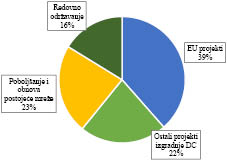 Redovno
održavanje
16%
EU projekti
39%
Poboljšanje i
obnova
postojeće mreže
23%
Ostali projekti
izgradnje DC
22%